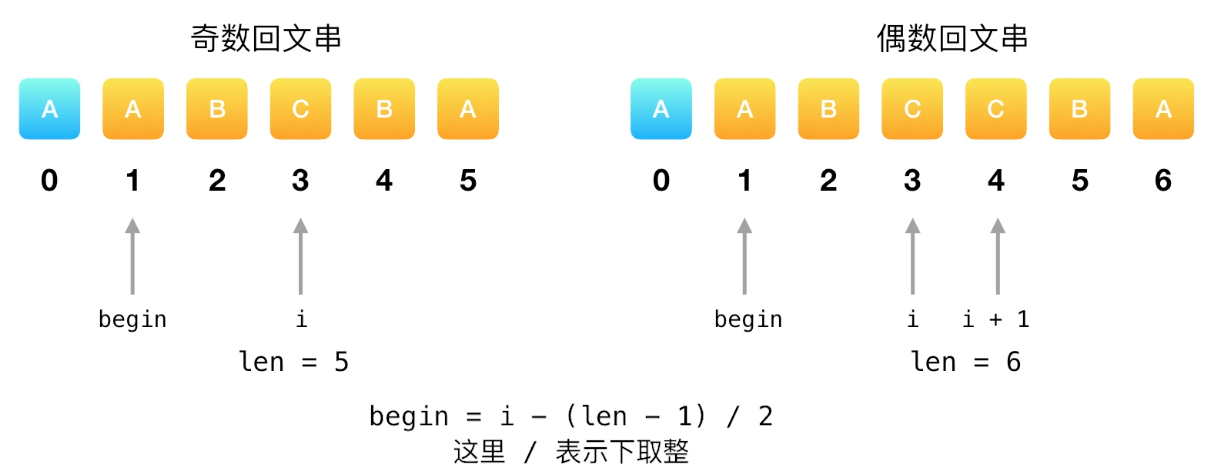 奇数回文串
A A B C B A
0 1 2 3 4 5
begin i
len = 5
偶数回文串
A A B C C B A
0 1 2 3 4 5 6
begin i i + 1
len = 6
begin = i - (len - 1) / 2
这里 / 表示下取整